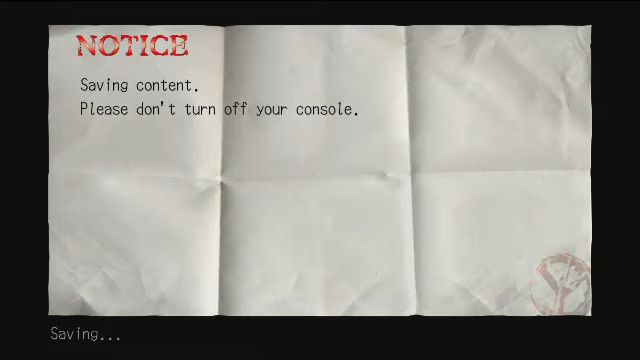 NOTICE
Saving content.
Please don't turn off your console.
Saving...